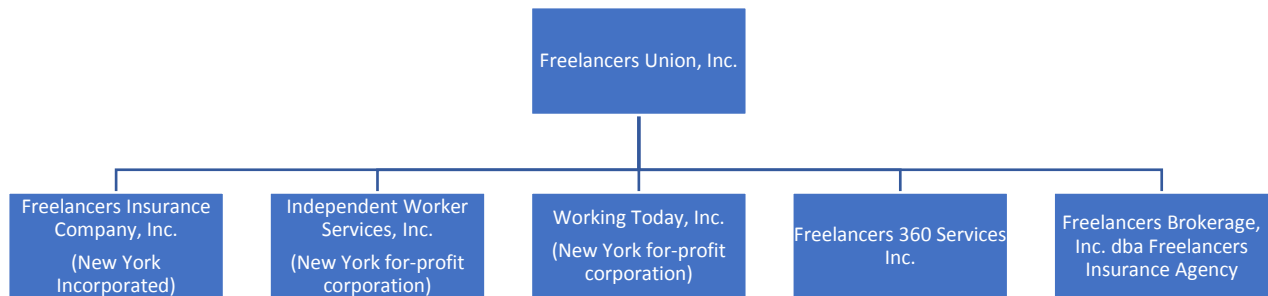 Freelancers Union, Inc.
Freelancers Insurance
Company, Inc.
(New York
Incorporated)
Independent Worker
Services, Inc.
(New York for-profit
corporation)
Working Today, Inc.
(New York for-profit
corporation)
Freelancers 360 Services
Inc.
Freelancers Brokerage,
Inc. dba Freelancers
Insurance Agency